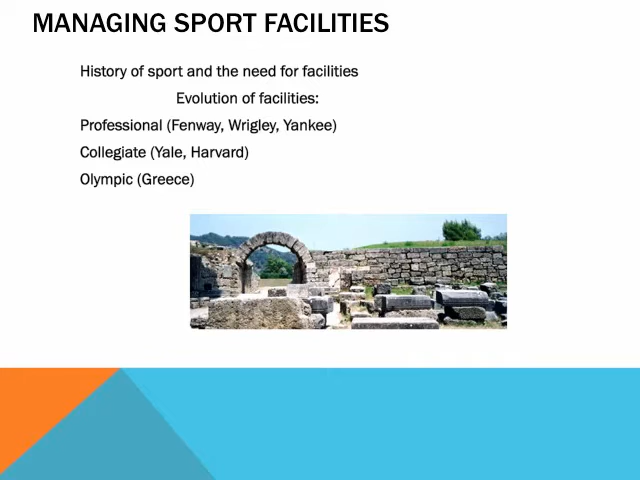 MANAGING SPORT FACILITIES
History of sport and the need for facilities
Evolution of facilities:
Professional (Fenway, Wrigley, Yankee)
Collegiate (Yale, Harvard)
Olympic (Greece)